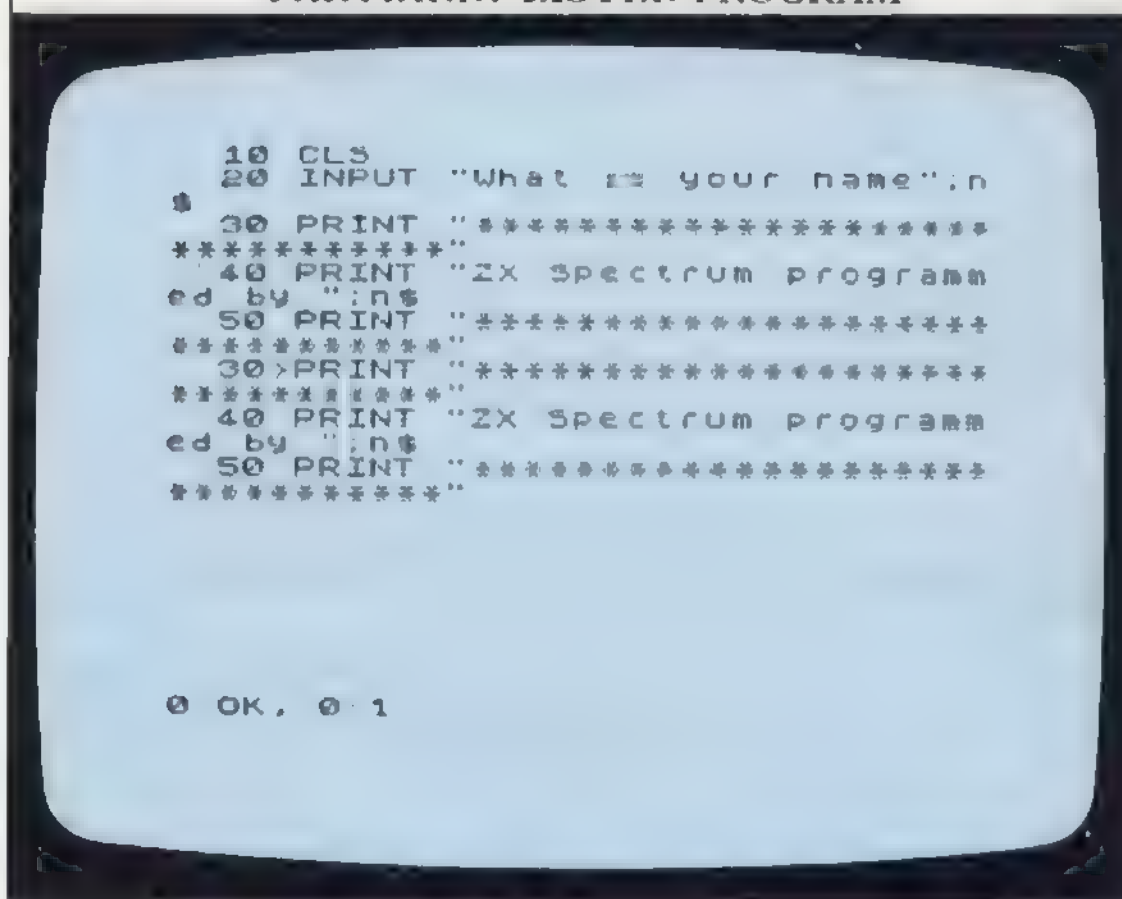 PROGRAM
10 CLS
20 INPUT "What is your name";n
$
30 PRINT "********************
***********"
40 PRINT "ZX Spectrum programm
ed by ";n$
50 PRINT "********************
***********"
30>PRINT "********************
***********"
40 PRINT "ZX Spectrum programm
ed by ";n$
50 PRINT "********************
***********"
0 OK, 0:1